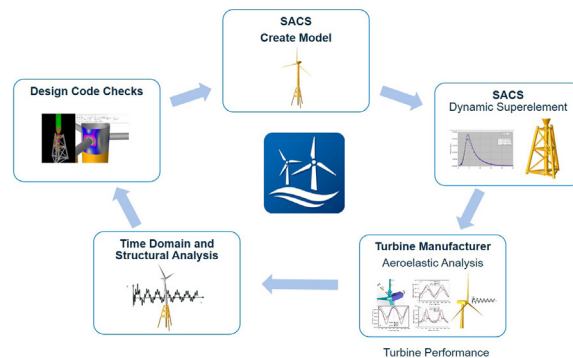 SACS
Create Model
SACS
Dynamic Superelement
Turbine Manufacturer
Aeroelastic Analysis
Turbine Performance
Time Domain and
Structural Analysis
Design Code Checks